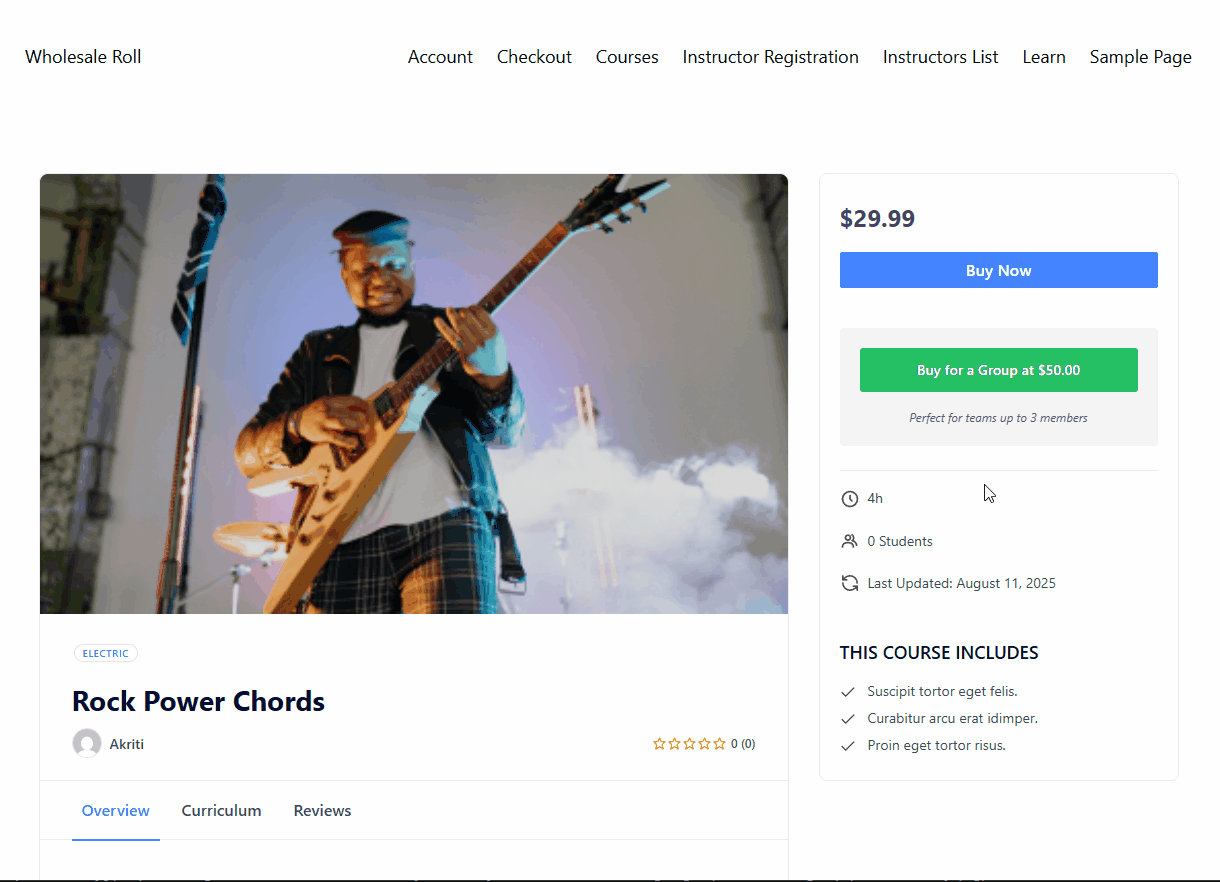 Wholesale Roll
Account Checkout Courses Instructor Registration Instructors List Learn Sample Page
$29.99
Buy Now
Buy for a Group at $50.00
Perfect for teams up to 3 members
4h
0 Students
Last Updated: August 11, 2025
THIS COURSE INCLUDES
Suscipit tortor eget felis.
Curabitur arcu erat idimper.
Proin eget tortor risus.
ELECTRIC
Rock Power Chords
Akriti
0 (0)
Overview Curriculum Reviews